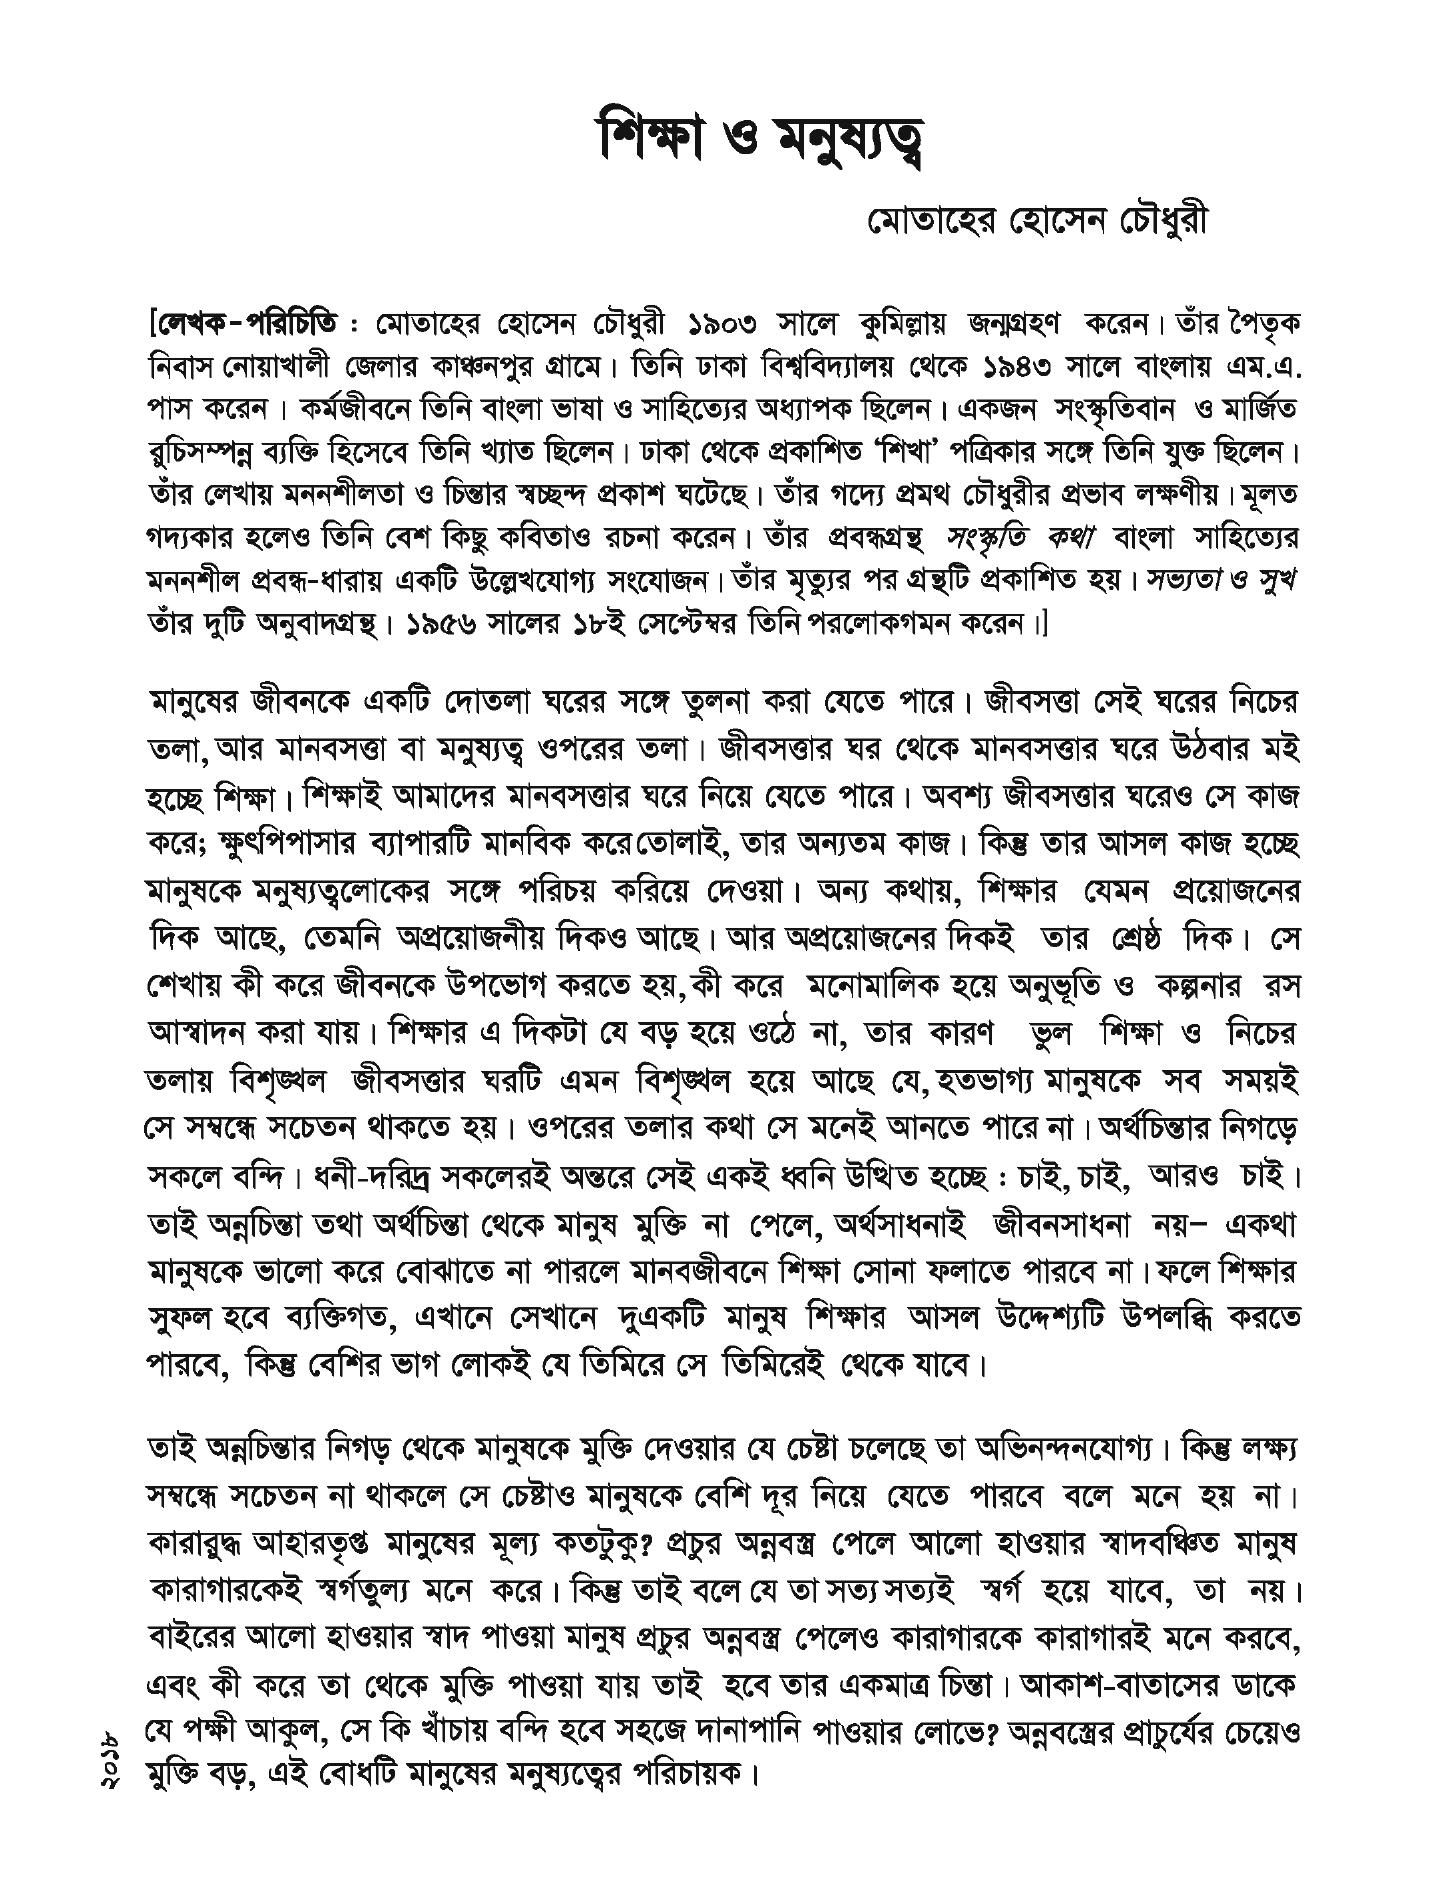 শিক্ষা ও মনুষ্যত্ব
মোতাহের হোসেন চৌধুরী
[লেখক-পরিচিতি : মোতাহের হোসেন চৌধুরী ১৯০৩ সালে কুমিল্লায় জন্মগ্রহণ করেন। তাঁর পৈতৃক
নিবাস নোয়াখালী জেলার কাঞ্চনপুর গ্রামে। তিনি ঢাকা বিশ্ববিদ্যালয় থেকে ১৯৪৩ সালে বাংলায় এম.এ.
পাস করেন। কর্মজীবনে তিনি বাংলা ভাষা ও সাহিত্যের অধ্যাপক ছিলেন। একজন সংস্কৃতিবান ও মার্জিত
রুচিসম্পন্ন ব্যক্তি হিসেবে তিনি খ্যাত ছিলেন। ঢাকা থেকে প্রকাশিত ‘শিখা’ পত্রিকার সঙ্গে তিনি যুক্ত ছিলেন।
তাঁর লেখায় মননশীলতা ও চিন্তার স্বচ্ছন্দ প্রকাশ ঘটেছে। তাঁর গদ্যে প্রমথ চৌধুরীর প্রভাব লক্ষণীয়। মূলত
গদ্যকার হলেও তিনি বেশ কিছু কবিতাও রচনা করেন। তাঁর প্রবন্ধগ্রন্থ সংস্কৃতি কথা বাংলা সাহিত্যের
মননশীল প্রবন্ধ-ধারায় একটি উল্লেখযোগ্য সংযোজন। তাঁর মৃত্যুর পর গ্রন্থটি প্রকাশিত হয়। সভ্যতা ও সুখ
তাঁর দুটি অনুবাদগ্রন্থ। ১৯৫৬ সালের ১৮ই সেপ্টেম্বর তিনি পরলোকগমন করেন।]
মানুষের জীবনকে একটি দোতলা ঘরের সঙ্গে তুলনা করা যেতে পারে। জীবসত্তা সেই ঘরের নিচের
তলা, আর মানবসত্তা বা মনুষ্যত্ব ওপরের তলা। জীবসত্তার ঘর থেকে মানবসত্তার ঘরে উঠবার মই
হচ্ছে শিক্ষা। শিক্ষাই আমাদের মানবসত্তার ঘরে নিয়ে যেতে পারে। অবশ্য জীবসত্তার ঘরেও সে কাজ
করে; ক্ষুৎপিপাসার ব্যাপারটি মানবিক করে তোলাই, তার অন্যতম কাজ। কিন্তু তার আসল কাজ হচ্ছে
মানুষকে মনুষ্যত্বলোকের সঙ্গে পরিচয় করিয়ে দেওয়া। অন্য কথায়, শিক্ষার যেমন প্রয়োজনের
দিক আছে, তেমনি অপ্রয়োজনীয় দিকও আছে। আর অপ্রয়োজনের দিকই তার শ্রেষ্ঠ দিক। সে
শেখায় কী করে জীবনকে উপভোগ করতে হয়, কী করে মনোমালিক হয়ে অনুভূতি ও কল্পনার রস
আস্বাদন করা যায়। শিক্ষার এ দিকটা যে বড় হয়ে ওঠে না, তার কারণ ভুল শিক্ষা ও নিচের
তলায় বিশৃঙ্খল জীবসত্তার ঘরটি এমন বিশৃঙ্খল হয়ে আছে যে, হতভাগ্য মানুষকে সব সময়ই
সে সম্বন্ধে সচেতন থাকতে হয়। ওপরের তলার কথা সে মনেই আনতে পারে না। অর্থচিন্তার নিগড়ে
সকলে বন্দি। ধনী-দরিদ্র সকলেরই অন্তরে সেই একই ধ্বনি উত্থিত হচ্ছে : চাই, চাই, আরও চাই।
তাই অন্নচিন্তা তথা অর্থচিন্তা থেকে মানুষ মুক্তি না পেলে, অর্থসাধনাই জীবনসাধনা নয়– একথা
মানুষকে ভালো করে বোঝাতে না পারলে মানবজীবনে শিক্ষা সোনা ফলাতে পারবে না। ফলে শিক্ষার
সুফল হবে ব্যক্তিগত, এখানে সেখানে দুএকটি মানুষ শিক্ষার আসল উদ্দেশ্যটি উপলব্ধি করতে
পারবে, কিন্তু বেশির ভাগ লোকই যে তিমিরে সে তিমিরেই থেকে যাবে।
তাই অন্নচিন্তার নিগড় থেকে মানুষকে মুক্তি দেওয়ার যে চেষ্টা চলেছে তা অভিনন্দনযোগ্য। কিন্তু লক্ষ্য
সম্বন্ধে সচেতন না থাকলে সে চেষ্টাও মানুষকে বেশি দূর নিয়ে যেতে পারবে বলে মনে হয় না।
কারারুদ্ধ আহারতৃপ্ত মানুষের মূল্য কতটুকু? প্রচুর অন্নবস্ত্র পেলে আলো হাওয়ার স্বাদবঞ্চিত মানুষ
কারাগারকেই স্বর্গতুল্য মনে করে। কিন্তু তাই বলে যে তা সত্য সত্যই স্বর্গ হয়ে যাবে, তা নয়।
বাইরের আলো হাওয়ার স্বাদ পাওয়া মানুষ প্রচুর অন্নবস্ত্র পেলেও কারাগারকে কারাগারই মনে করবে,
এবং কী করে তা থেকে মুক্তি পাওয়া যায় তাই হবে তার একমাত্র চিন্তা। আকাশ-বাতাসের ডাকে
যে পক্ষী আকুল, সে কি খাঁচায় বন্দি হবে সহজে দানাপানি পাওয়ার লোভে? অন্নবস্ত্রের প্রাচুর্যের চেয়েও
মুক্তি বড়, এই বোধটি মানুষের মনুষ্যত্বের পরিচায়ক।
২০১৮